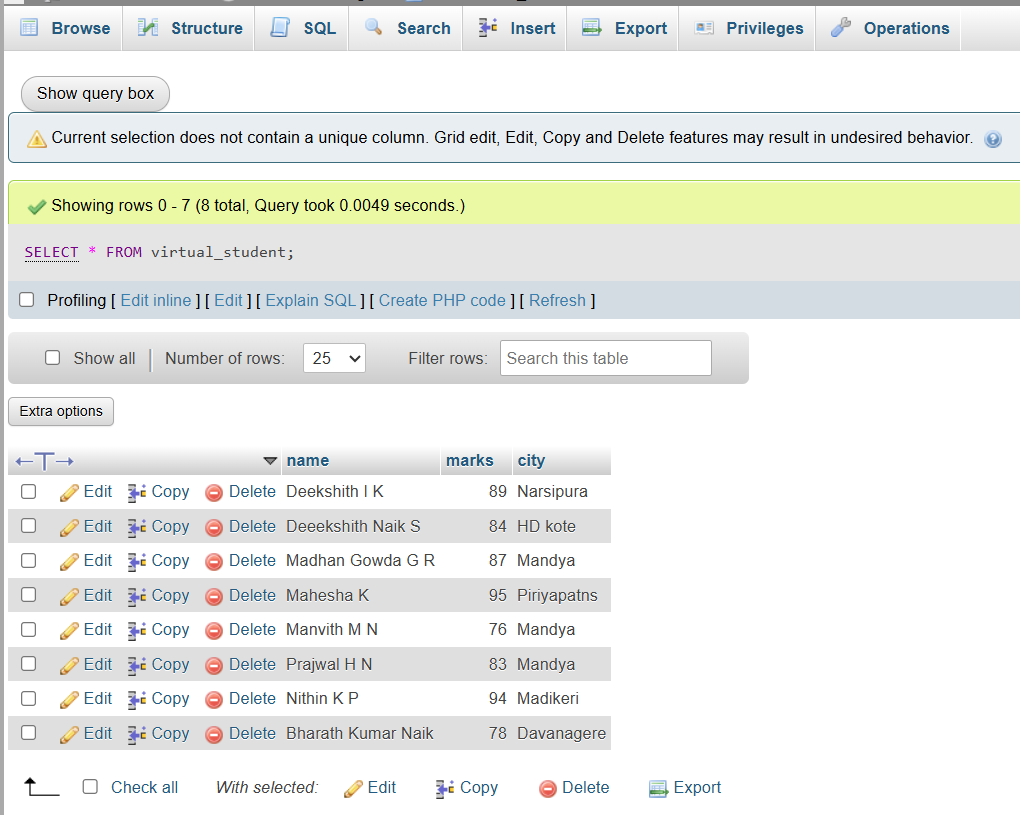 Browse Structure SQL Search Insert Export Privileges Operations
Show query box
Current selection does not contain a unique column. Grid edit, Edit, Copy and Delete features may result in undesired behavior.
Showing rows 0 - 7 (8 total, Query took 0.0049 seconds.)
SELECT * FROM virtual_student;
Profiling [ Edit inline ] [ Edit ] [ Explain SQL ] [ Create PHP code ] [ Refresh ]
Show all Number of rows: 25 Filter rows: Search this table
Extra options
←T→ name marks city
Edit Copy Delete Deekshith I K 89 Narsipura
Edit Copy Delete Deeekshith Naik S 84 HD kote
Edit Copy Delete Madhan Gowda G R 87 Mandya
Edit Copy Delete Mahesha K 95 Piriyapatns
Edit Copy Delete Manvith M N 76 Mandya
Edit Copy Delete Prajwal H N 83 Mandya
Edit Copy Delete Nithin K P 94 Madikeri
Edit Copy Delete Bharath Kumar Naik 78 Davanagere
Check all With selected: Edit Copy Delete Export